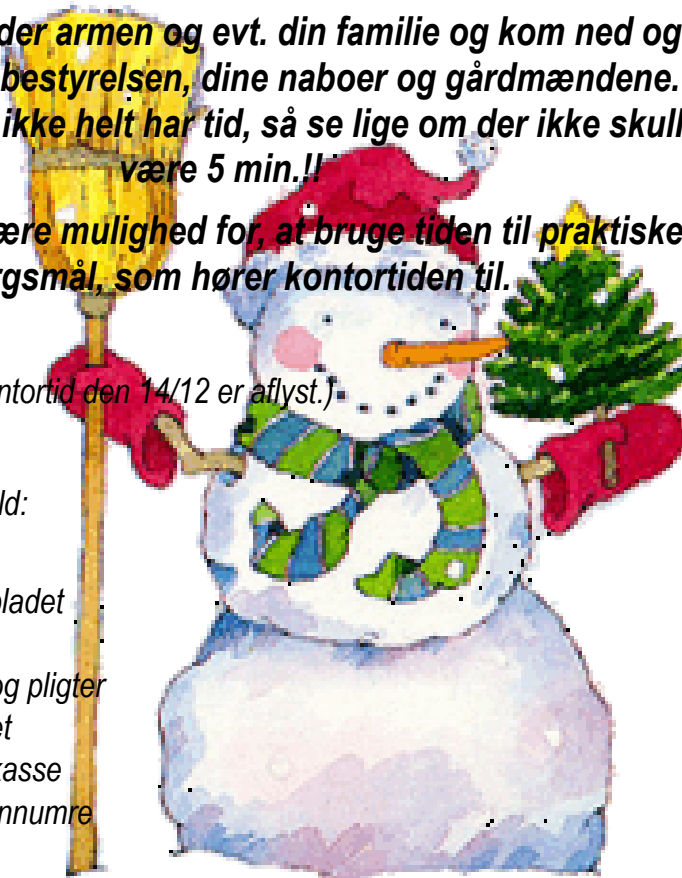 der armen og evt. din familie og kom ned og
bestyrelsen, dine naboer og gårdmændene.
ikke helt har tid, så se lige om der ikke skull
være 5 min.!!
ære mulighed for, at bruge tiden til praktiske
rgsmål, som hører kontortiden til.
ntortid den 14/12 er aflyst.)
ld:
bladet
og pligter
et
kasse
nnumre